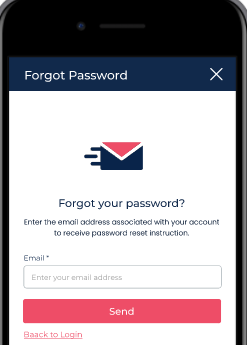 Forgot Password
Forgot your password?
Enter the email address associated with your account
to receive password reset instruction.
Email *
Enter your email address
Send
Baack to Login